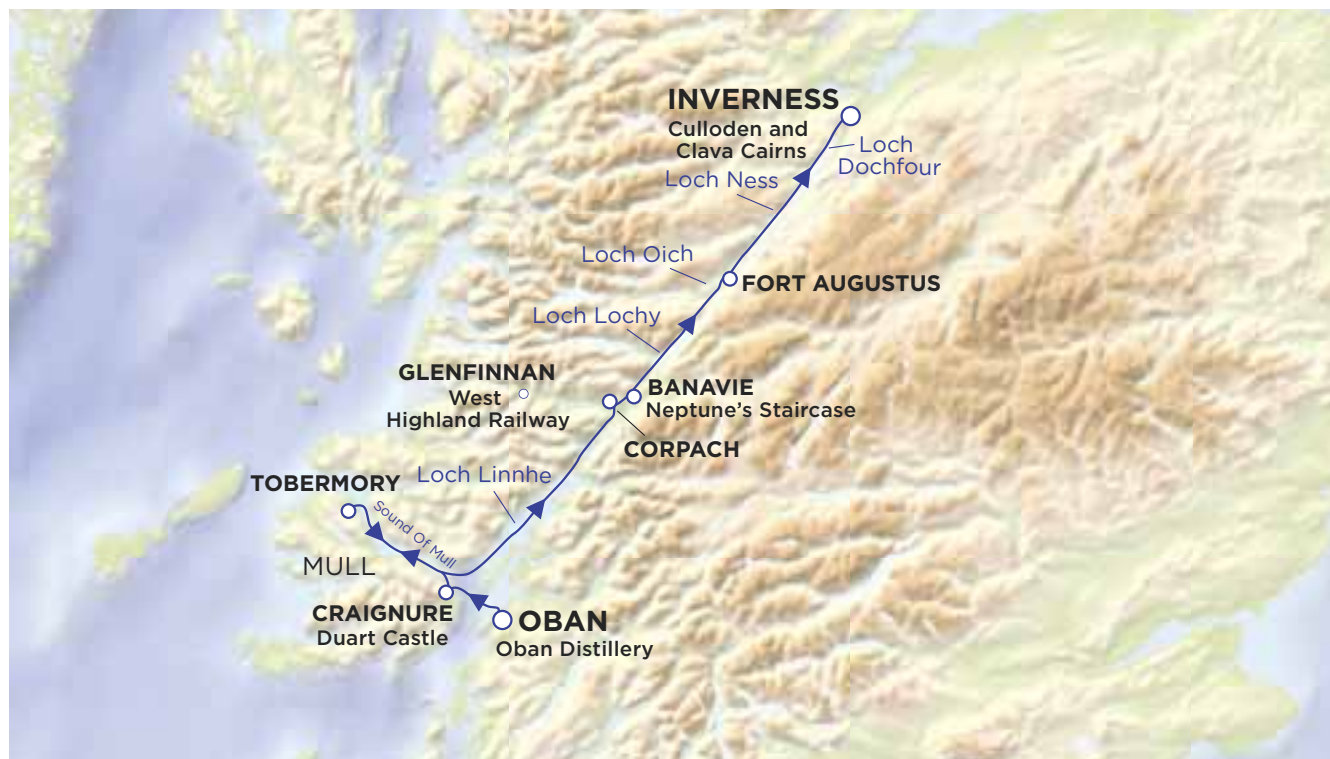 INVERNESS
Culloden and
Clava Cairns
Loch
Dochfour
Loch Ness
Loch Oich
FORT AUGUSTUS
Loch Lochy
GLENFINNAN
West
Highland Railway
BANAVIE
Neptune's Staircase
CORPACH
TOBERMORY
Loch Linnhe
Sound Of Mull
MULL
CRAIGNURE
Duart Castle
OBAN
Oban Distillery